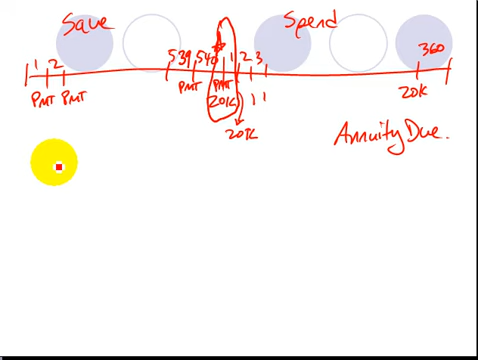 Save Spend
1 2 539 540 1 2 3 360
PMT PMT PMT PMT 20K
20K 20K
Annuity Due.